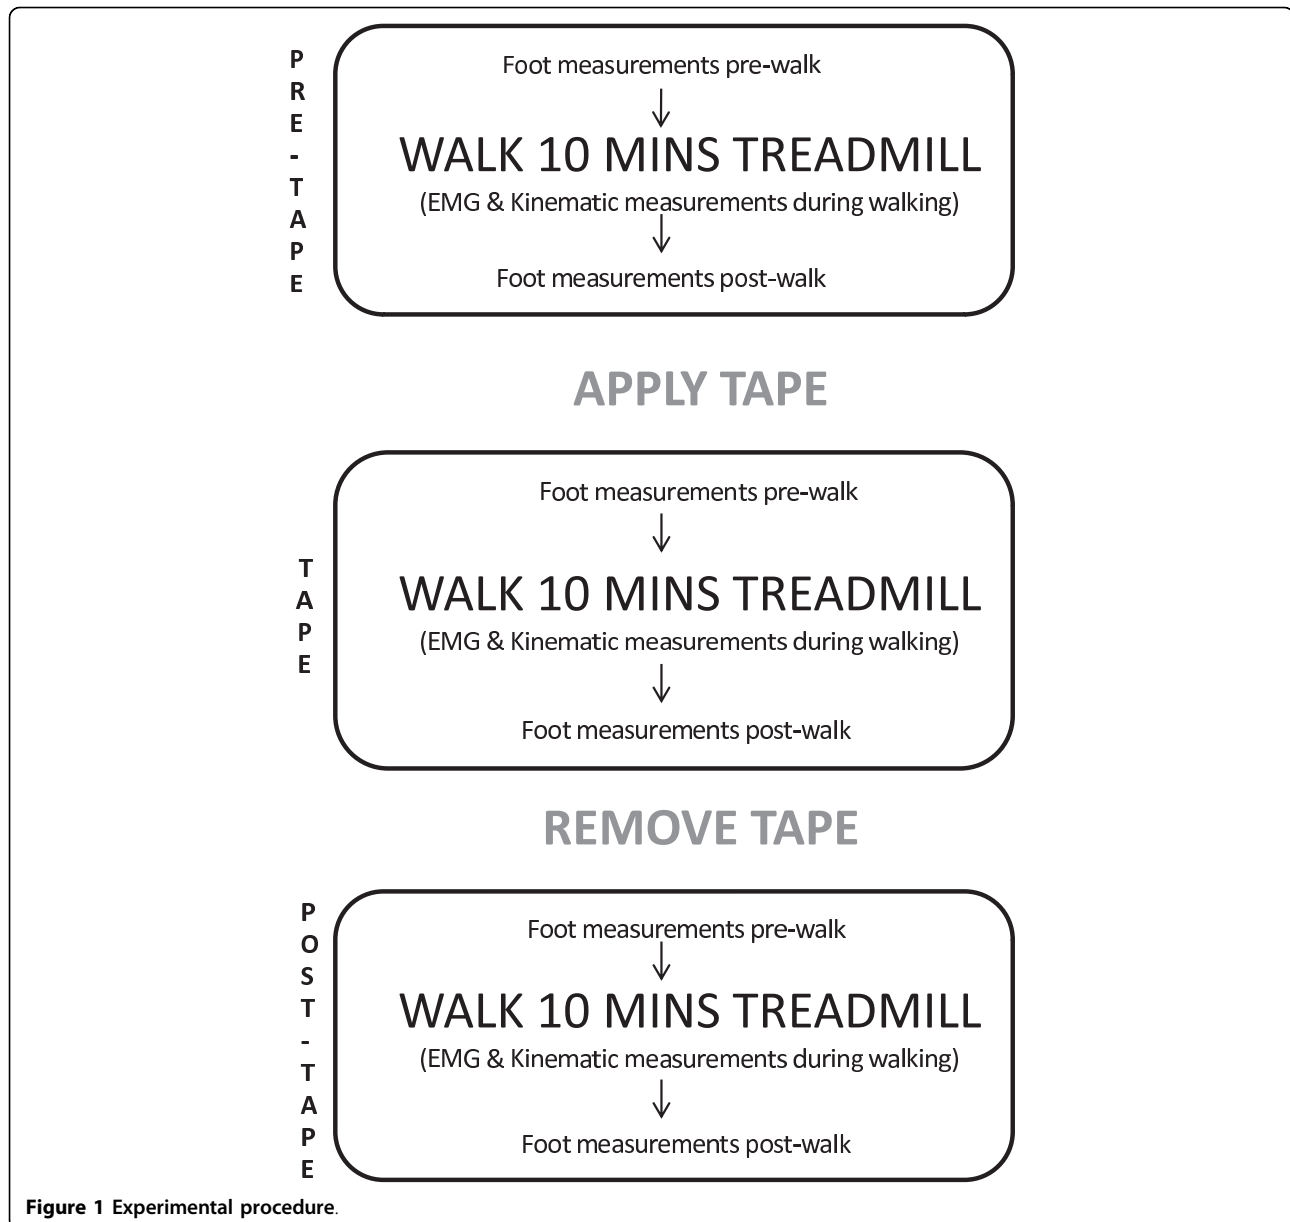 PRE-TAPE
Foot measurements pre-walk
WALK 10 MINS TREADMILL
(EMG & Kinematic measurements during walking)
Foot measurements post-walk
APPLY TAPE
TAPE
Foot measurements pre-walk
WALK 10 MINS TREADMILL
(EMG & Kinematic measurements during walking)
Foot measurements post-walk
REMOVE TAPE
POST-TAPE
Foot measurements pre-walk
WALK 10 MINS TREADMILL
(EMG & Kinematic measurements during walking)
Foot measurements post-walk
Figure 1 Experimental procedure.